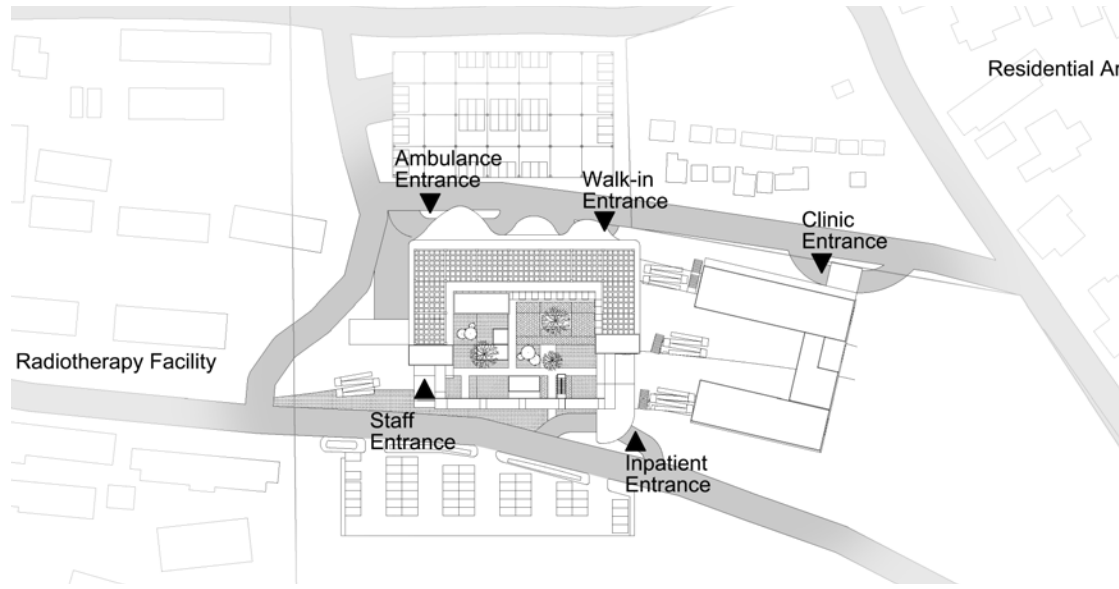 Residential Ar
Ambulance
Entrance
Walk-in
Entrance
Clinic
Entrance
Radiotherapy Facility
Staff
Entrance
Inpatient
Entrance